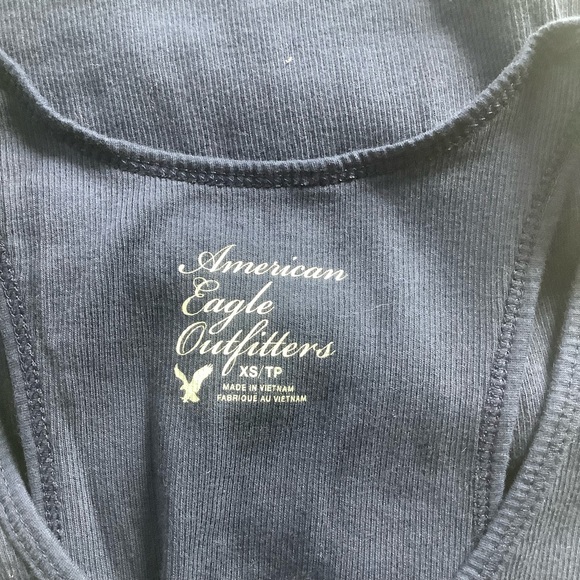 American
Eagle
Outfitters
XS/TP
MADE IN VIETNAM
FABRIQUE AU VIETNAM